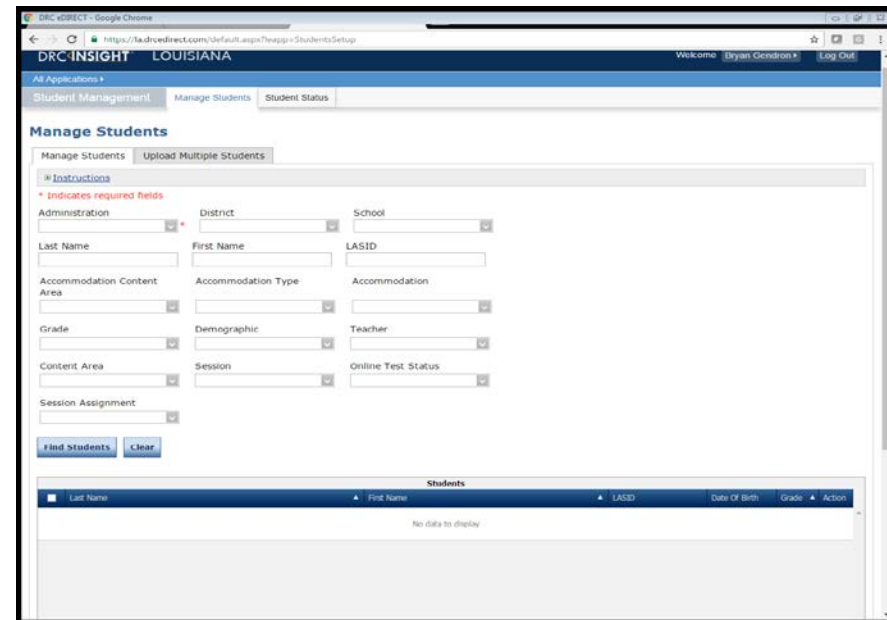 DRC eDIRECT - Google Chrome
https://la.drcedirect.com/default.aspx?leapp=StudentsSetup
DRC INSIGHT LOUISIANA Welcome Bryan Gendron Log Out
All Applications
Student Management Manage Students Student Status
Manage Students
Manage Students Upload Multiple Students
Instructions
* Indicates required fields
Administration District School
*
Last Name First Name LASID
Accommodation Content Area Accommodation Type Accommodation
Grade Demographic Teacher
Content Area Session Online Test Status
Session Assignment
Find Students Clear
Students
Last Name First Name LASID Date Of Birth Grade Action
No data to display